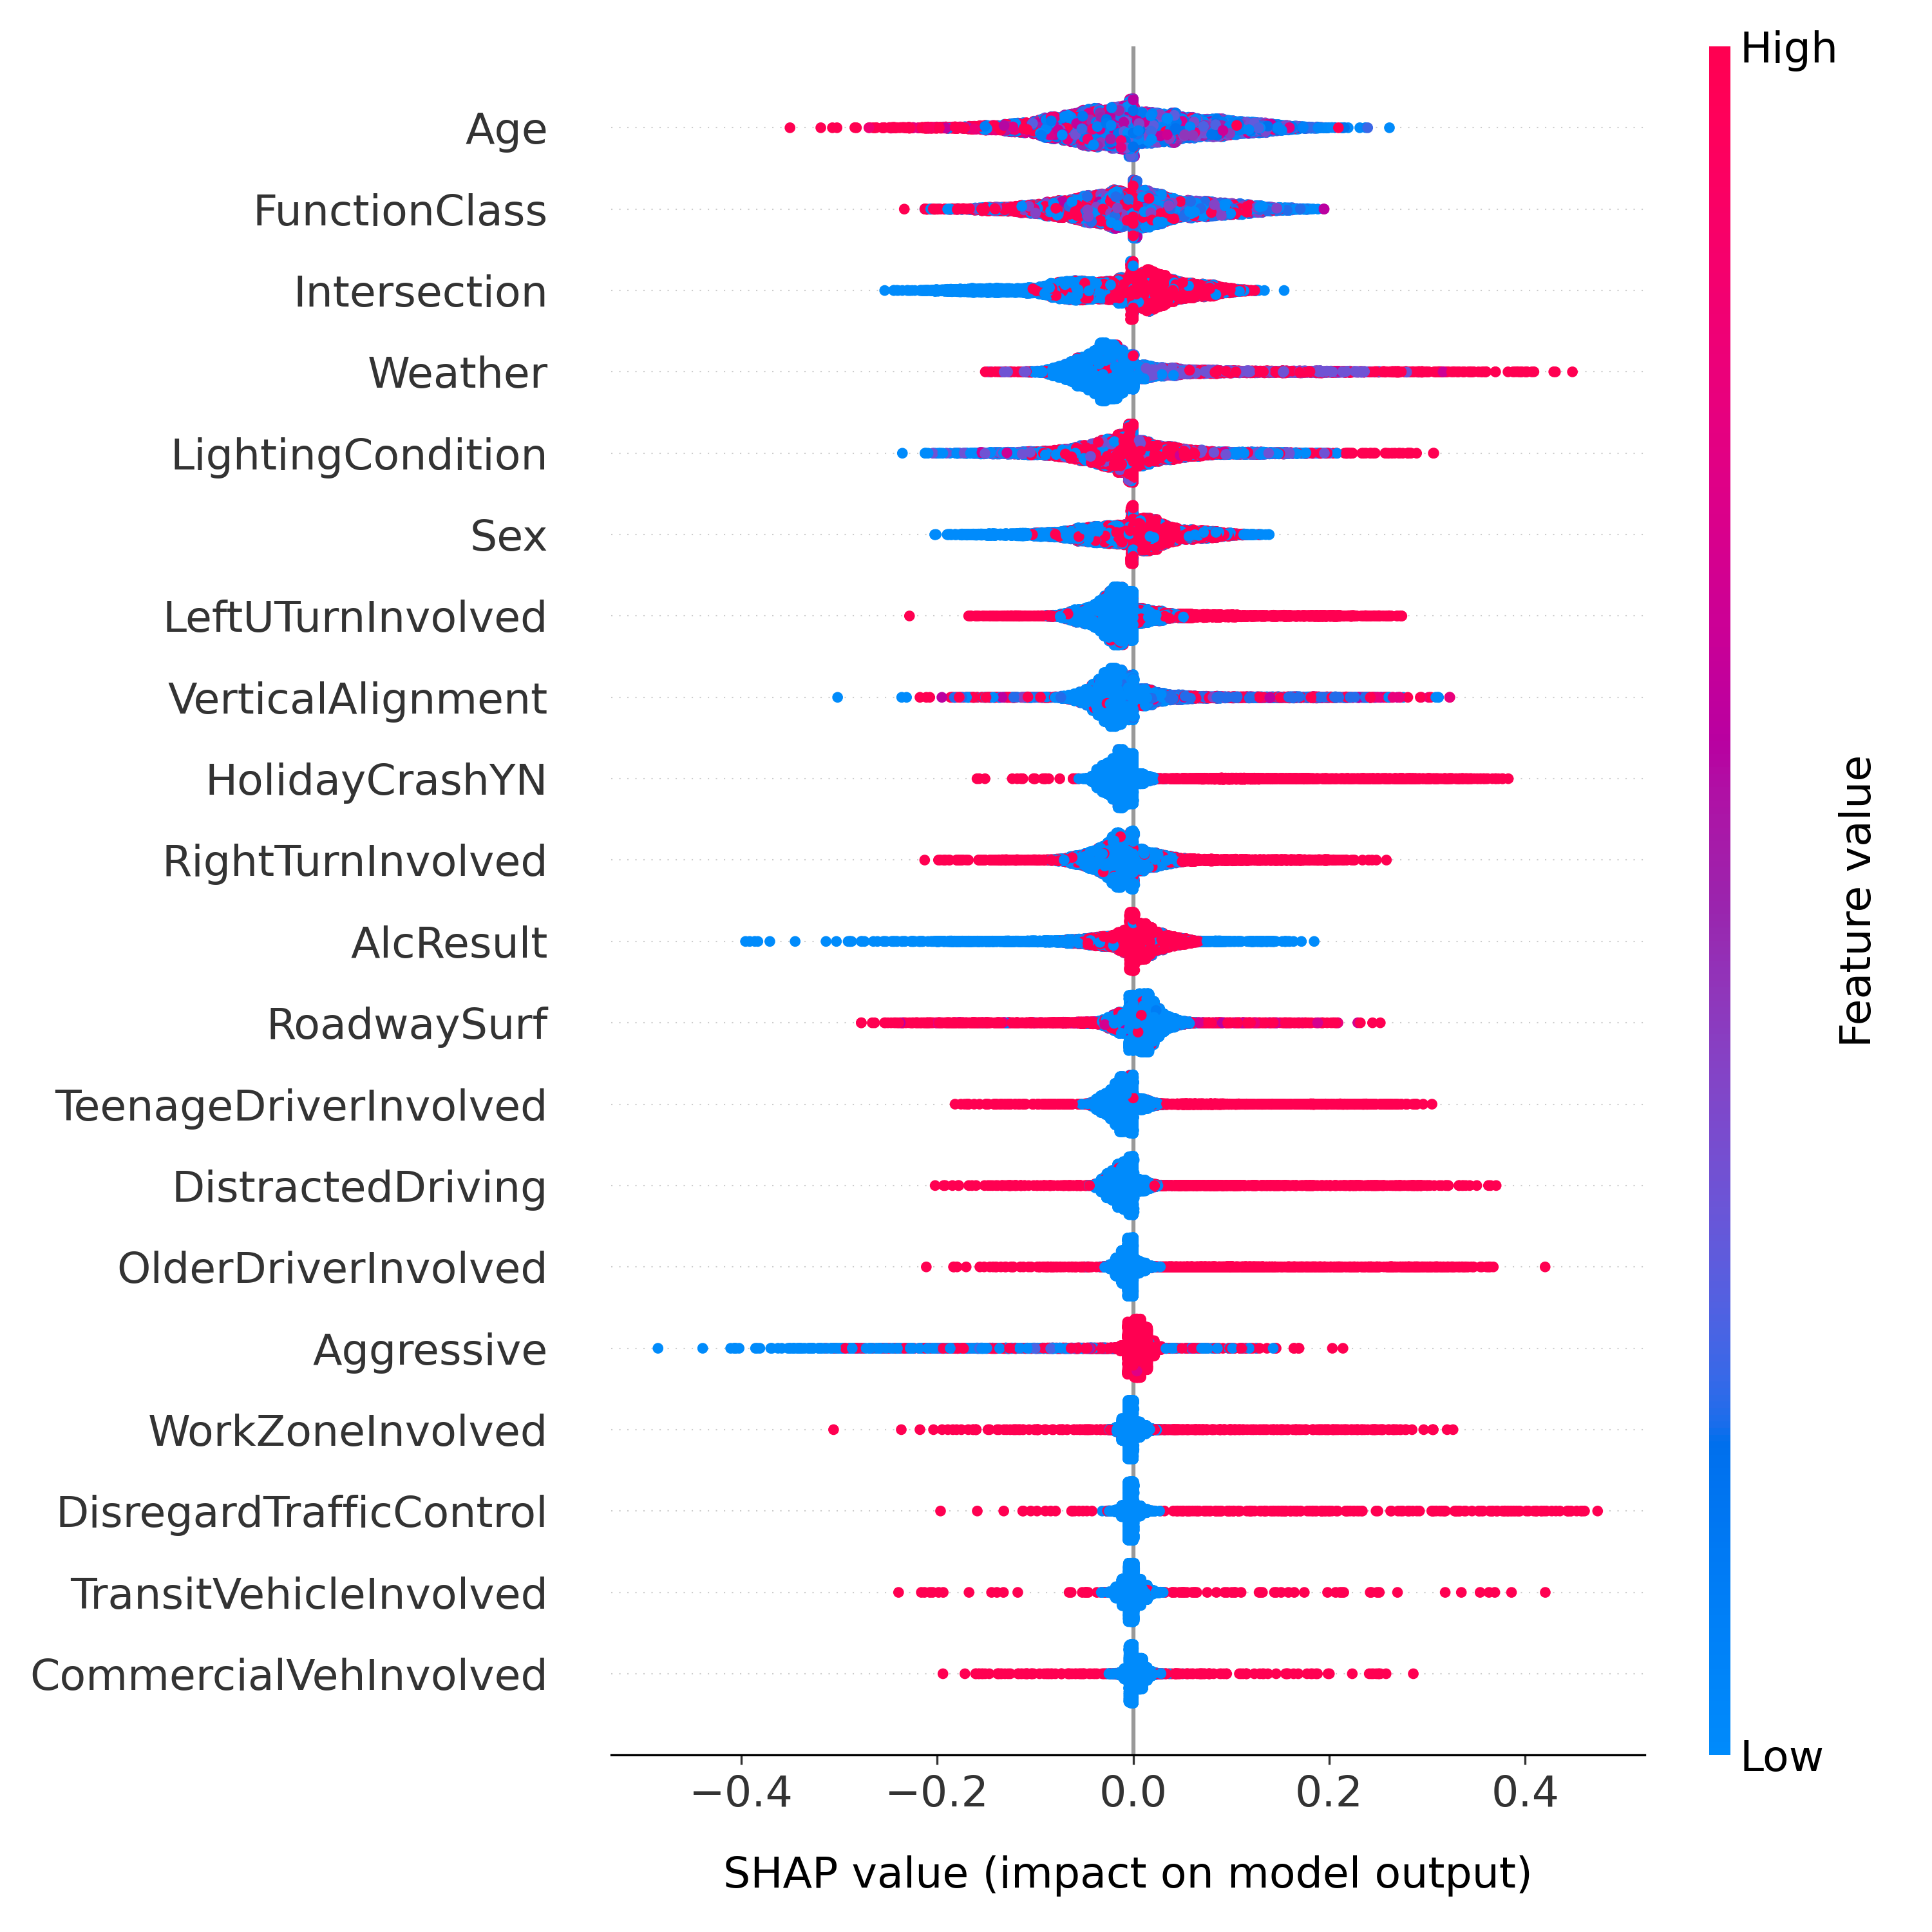 High
Age
FunctionClass
Intersection
Weather
LightingCondition
Sex
LeftUTurnInvolved
VerticalAlignment
HolidayCrashYN
RightTurnInvolved
AlcResult
RoadwaySurf
TeenageDriverInvolved
DistractedDriving
OlderDriverInvolved
Aggressive
WorkZoneInvolved
DisregardTrafficControl
TransitVehicleInvolved
CommercialVehInvolved
Feature value
Low
−0.4 −0.2 0.0 0.2 0.4
SHAP value (impact on model output)